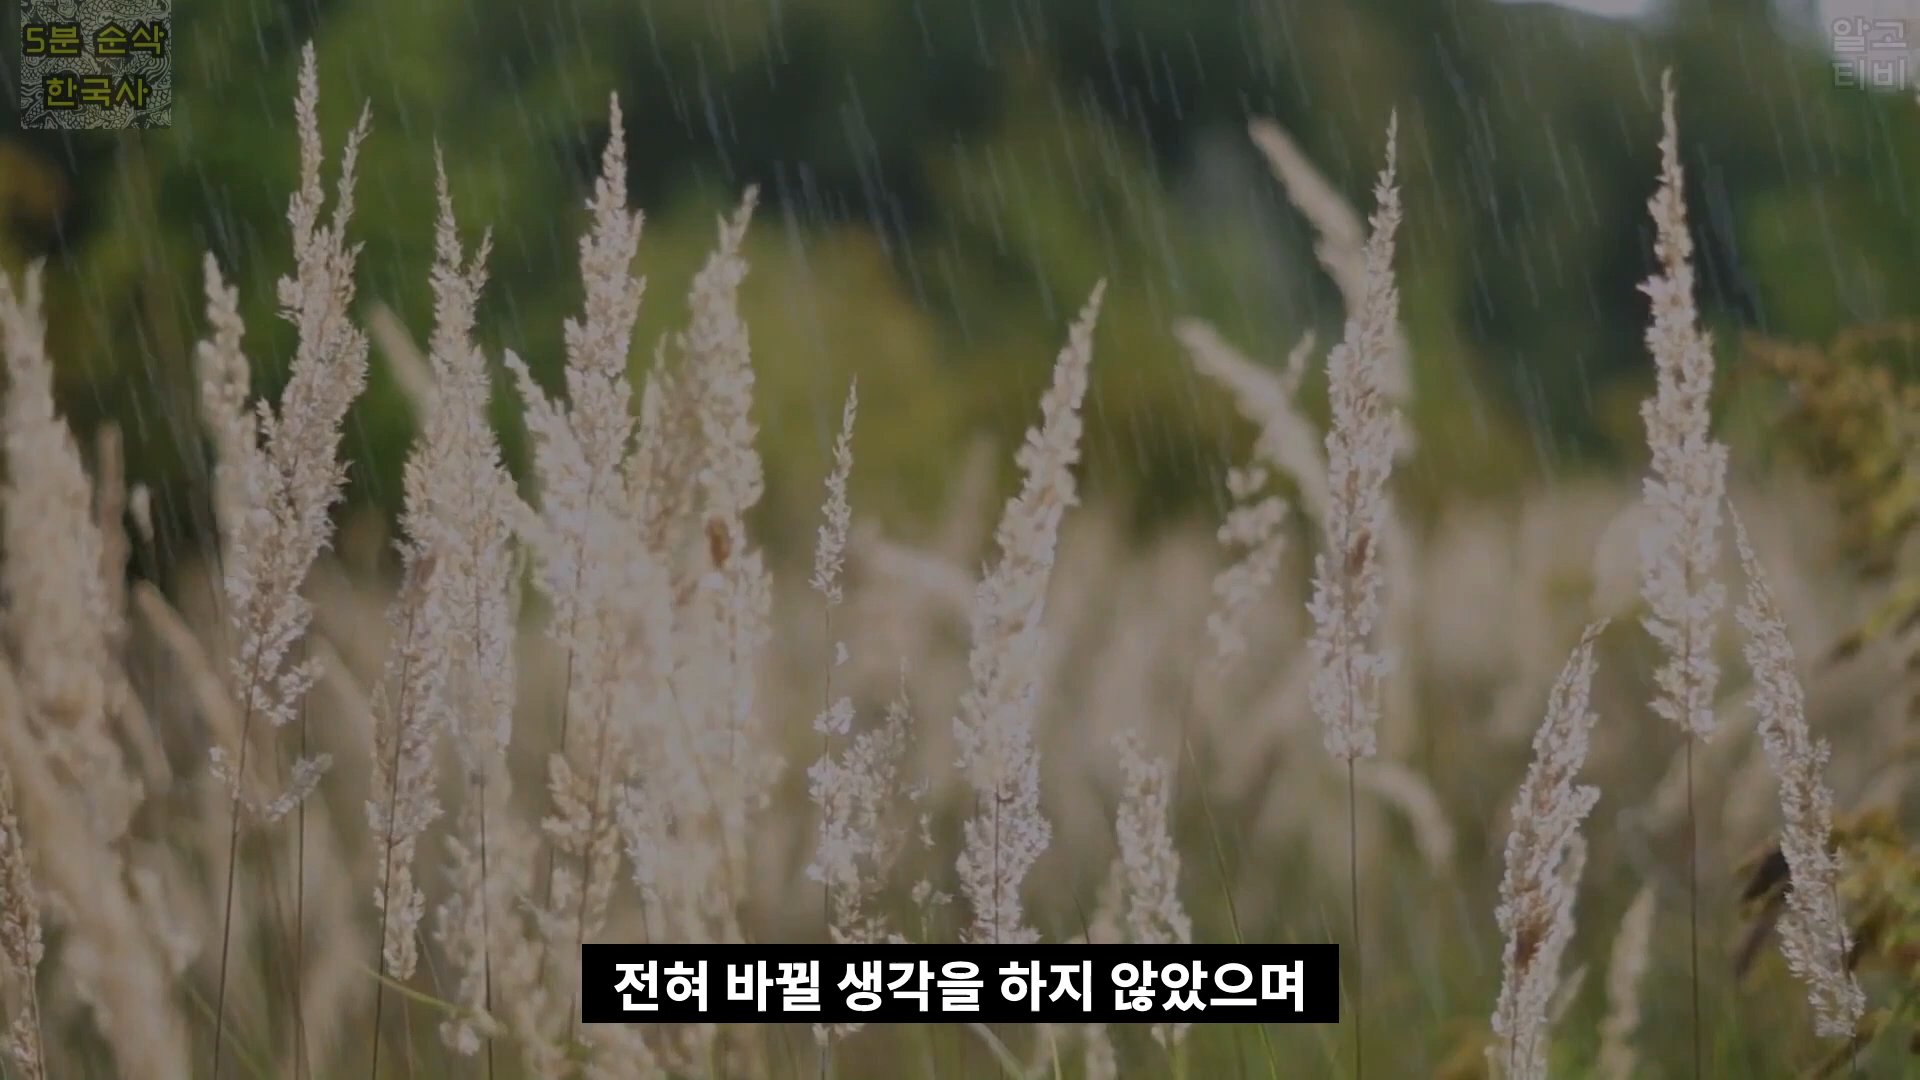 5분 순삭
한국사
알고
티비
전혀 바뀔 생각을 하지 않았으며